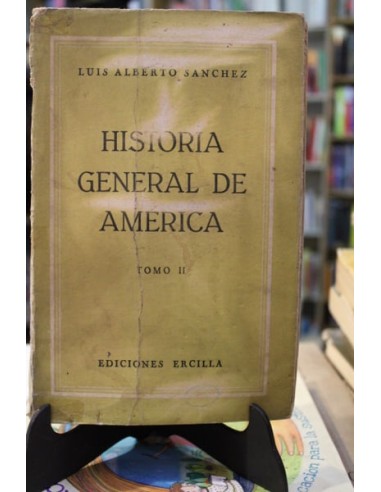 LUIS ALBERTO SANCHEZ
HISTORIA
GENERAL DE
AMERICA
TOMO II
EDICIONES ERCILLA